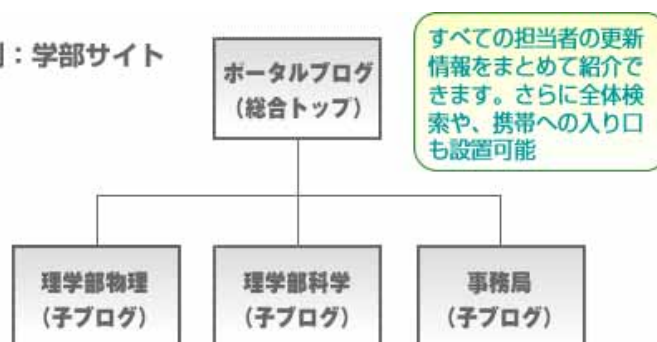 ：学部サイト
ポータルブログ
（総合トップ）
すべての担当者の更新
情報をまとめて紹介で
きます。さらに全体検
索や、携帯への入り口
も設置可能
理学部物理
（子ブログ）
理学部科学
（子ブログ）
事務局
（子ブログ）